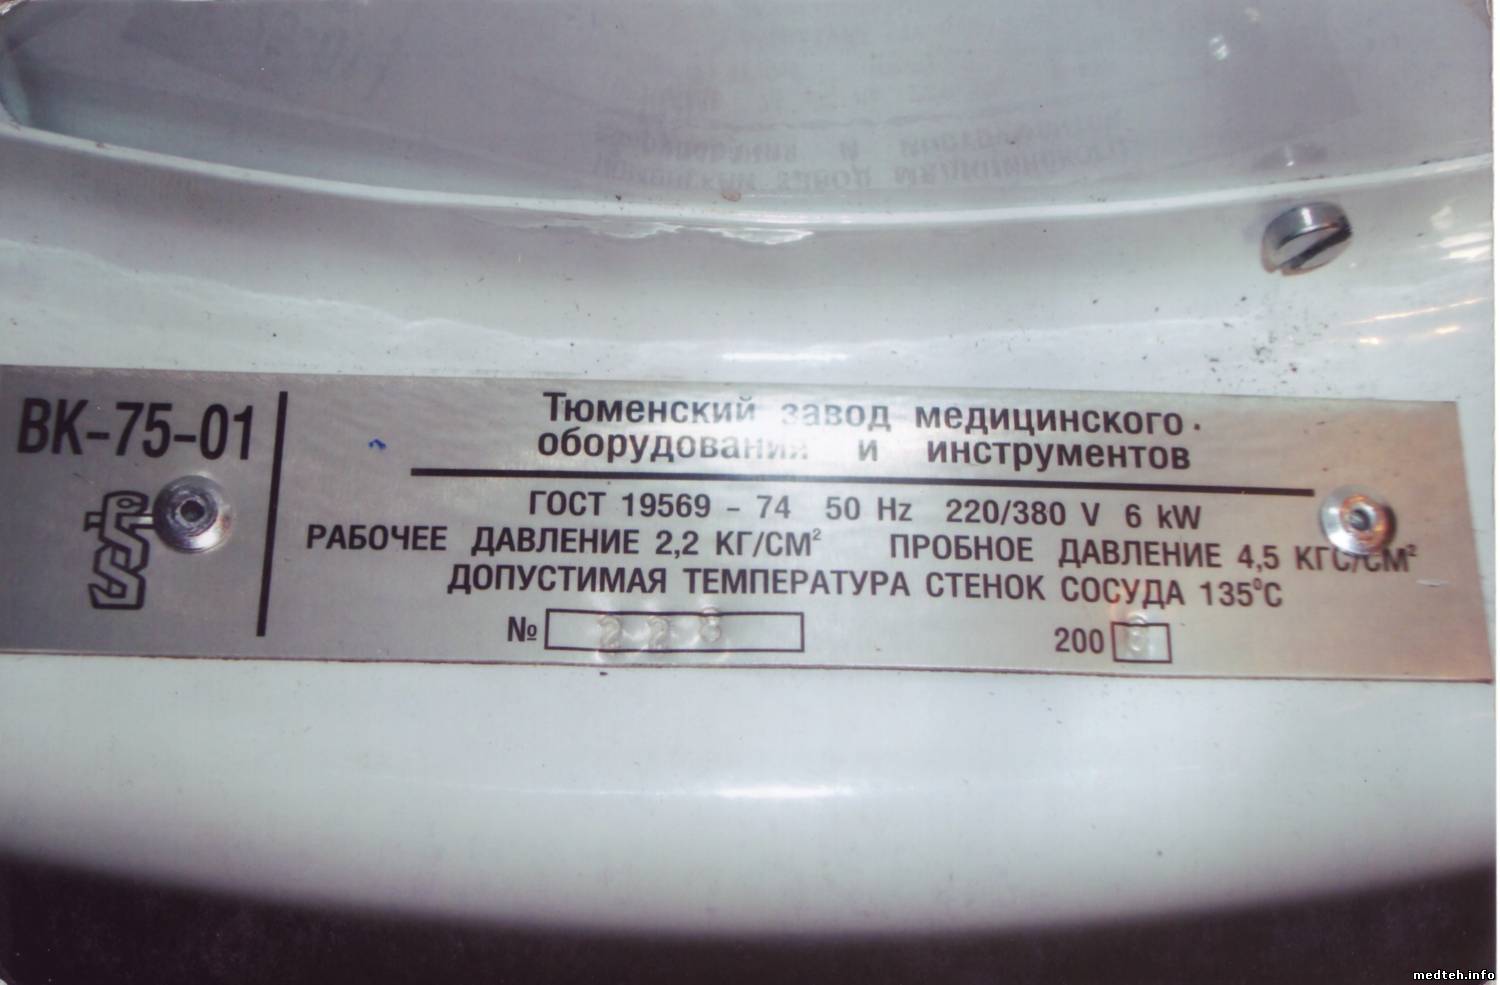 ВК-75-01
Тюменский завод медицинского
оборудования и инструментов
ГОСТ 19569 - 74 50 Hz 220/380 V 6 kW
РАБОЧЕЕ ДАВЛЕНИЕ 2,2 КГ/СМ² ПРОБНОЕ ДАВЛЕНИЕ 4,5 КГС/СМ²
ДОПУСТИМАЯ ТЕМПЕРАТУРА СТЕНОК СОСУДА 135°С
№ 228 200
medteh.info